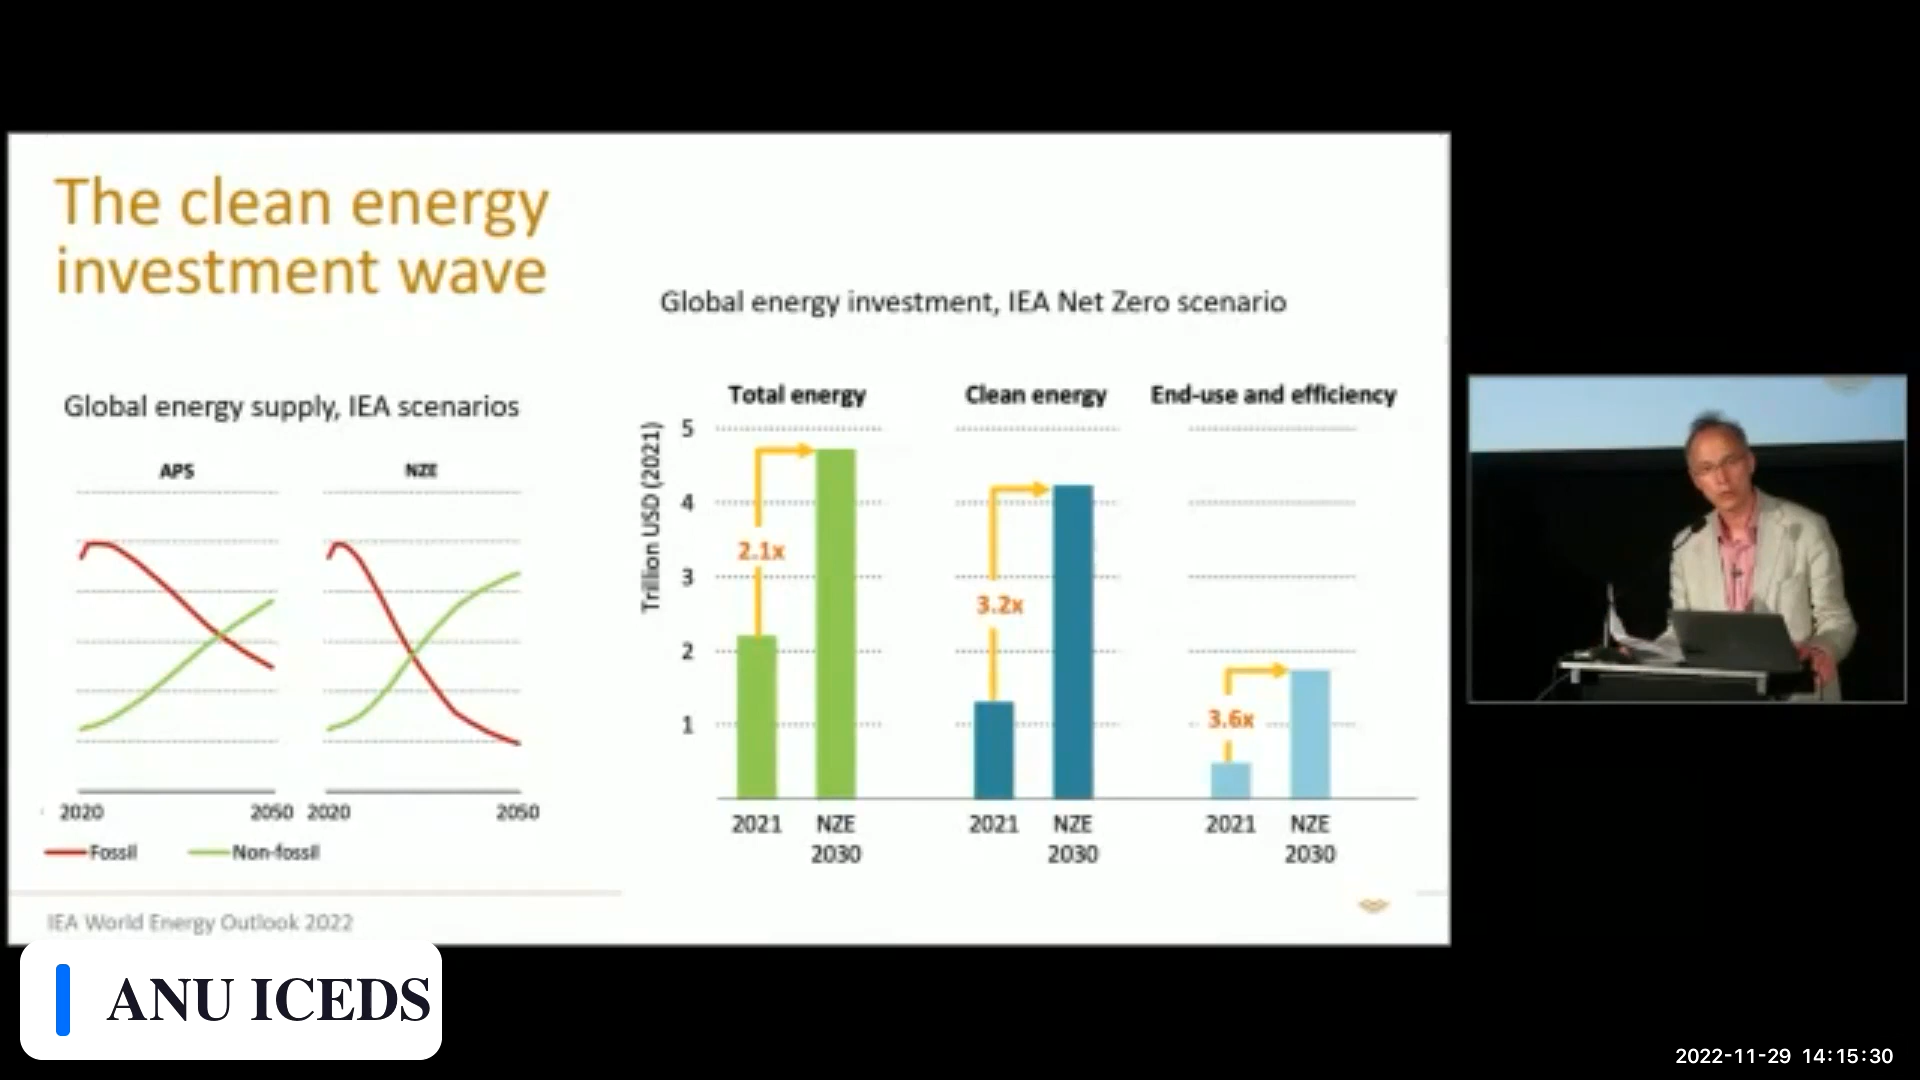 The clean energy
investment wave
Global energy supply, IEA scenarios
APS
NZE
2020
2050
2020
2050
Fossil
Non-fossil
Global energy investment, IEA Net Zero scenario
Total energy
Clean energy
End-use and efficiency
Trillion USD (2021)
5
4
3
2
1
2.1x
3.2x
3.6x
2021
NZE
2030
2021
NZE
2030
2021
NZE
2030
IEA World Energy Outlook 2022
ANU ICEDS
2022-11-29 14:15:30